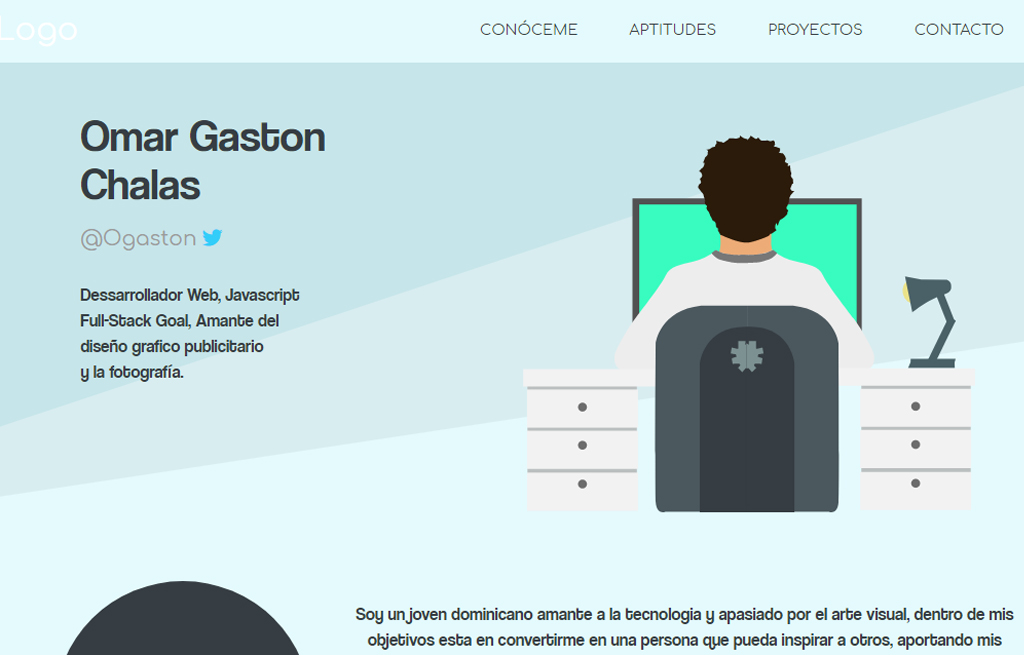 Logo
CONÓCEME APTITUDES PROYECTOS CONTACTO
Omar Gaston
Chalas
@Ogaston
Dessarrollador Web, Javascript
Full-Stack Goal, Amante del
diseño grafico publicitario
y la fotografía.
Soy un joven dominicano amante a la tecnologia y apasiado por el arte visual, dentro de mis
objetivos esta en convertirme en una persona que pueda inspirar a otros, aportando mis